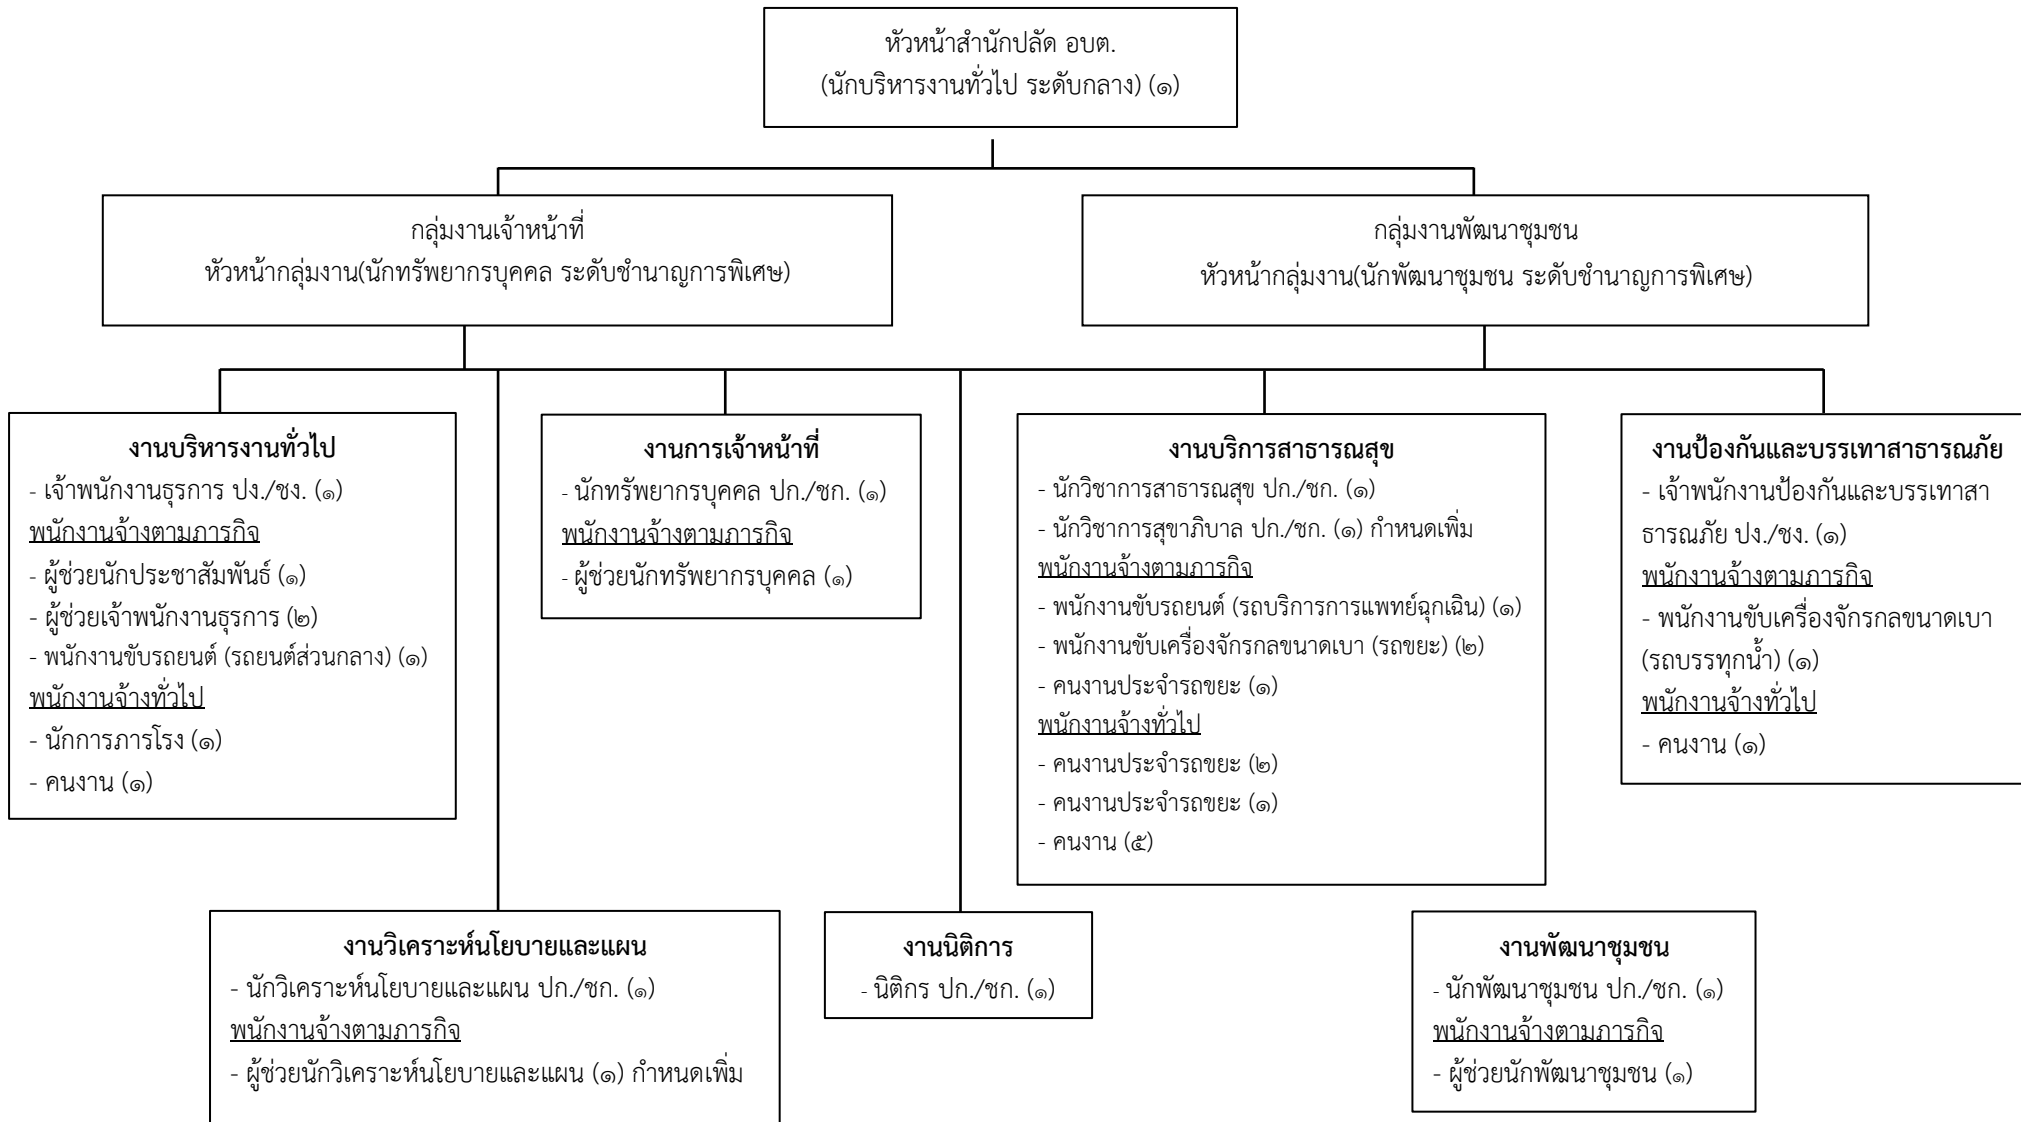 หัวหน้าสำนักปลัด อบต.
(นักบริหารงานทั่วไป ระดับกลาง) (๑)
กลุ่มงานเจ้าหน้าที่
หัวหน้ากลุ่มงาน(นักทรัพยากรบุคคล ระดับชำนาญการพิเศษ)
กลุ่มงานพัฒนาชุมชน
หัวหน้ากลุ่มงาน(นักพัฒนาชุมชน ระดับชำนาญการพิเศษ)
งานบริหารงานทั่วไป
- เจ้าพนักงานธุรการ ปง./ชง. (๑)
พนักงานจ้างตามภารกิจ
- ผู้ช่วยนักประชาสัมพันธ์ (๑)
- ผู้ช่วยเจ้าพนักงานธุรการ (๒)
- พนักงานขับรถยนต์ (รถยนต์ส่วนกลาง) (๑)
พนักงานจ้างทั่วไป
- นักการภารโรง (๑)
- คนงาน (๑)
งานการเจ้าหน้าที่
- นักทรัพยากรบุคคล ปก./ชก. (๑)
พนักงานจ้างตามภารกิจ
- ผู้ช่วยนักทรัพยากรบุคคล (๑)
งานบริการสาธารณสุข
- นักวิชาการสาธารณสุข ปก./ชก. (๑)
- นักวิชาการสุขาภิบาล ปก./ชก. (๑) กำหนดเพิ่ม
พนักงานจ้างตามภารกิจ
- พนักงานขับรถยนต์ (รถบริการการแพทย์ฉุกเฉิน) (๑)
- พนักงานขับเครื่องจักรกลขนาดเบา (รถขยะ) (๒)
- คนงานประจำรถขยะ (๑)
พนักงานจ้างทั่วไป
- คนงานประจำรถขยะ (๒)
- คนงานประจำรถขยะ (๑)
- คนงาน (๕)
งานป้องกันและบรรเทาสาธารณภัย
- เจ้าพนักงานป้องกันและบรรเทาสา
ธารณภัย ปง./ชง. (๑)
พนักงานจ้างตามภารกิจ
- พนักงานขับเครื่องจักรกลขนาดเบา
(รถบรรทุกน้ำ) (๑)
พนักงานจ้างทั่วไป
- คนงาน (๑)
งานวิเคราะห์นโยบายและแผน
- นักวิเคราะห์นโยบายและแผน ปก./ชก. (๑)
พนักงานจ้างตามภารกิจ
- ผู้ช่วยนักวิเคราะห์นโยบายและแผน (๑) กำหนดเพิ่ม
งานนิติการ
- นิติกร ปก./ชก. (๑)
งานพัฒนาชุมชน
- นักพัฒนาชุมชน ปก./ชก. (๑)
พนักงานจ้างตามภารกิจ
- ผู้ช่วยนักพัฒนาชุมชน (๑)